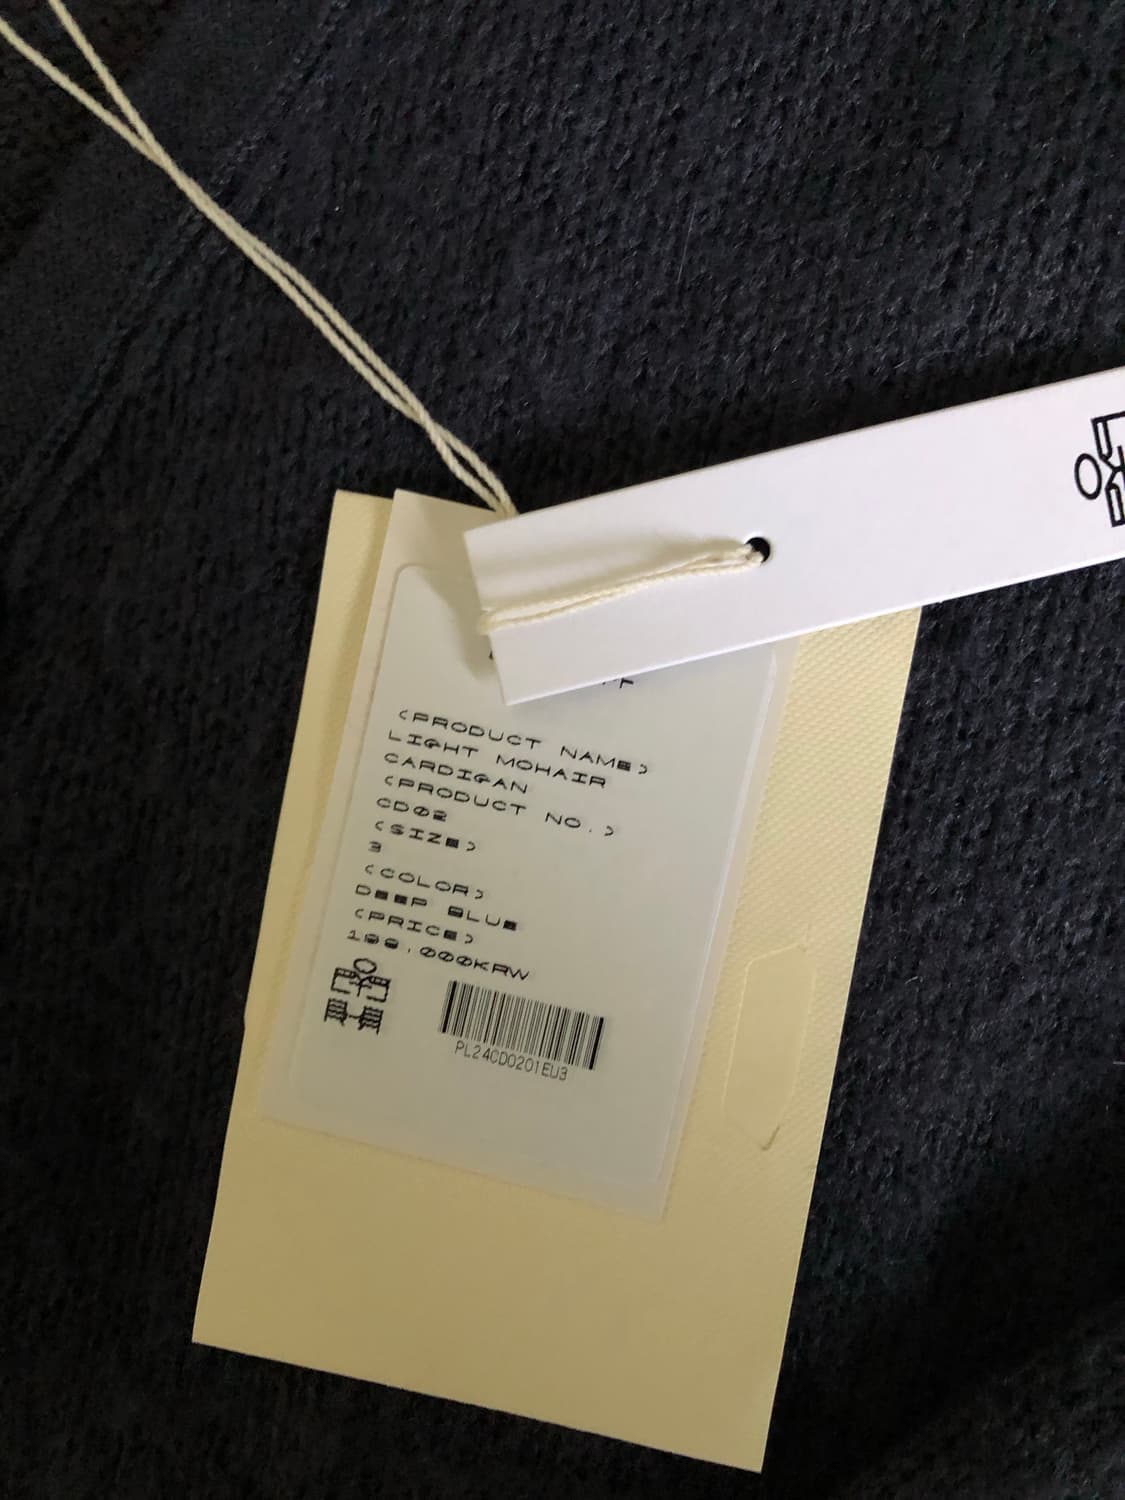 <PRODUCT NAME>
LIGHT MOHAIR
CARDIGAN
<PRODUCT NO.>
CD02
<SIZE>
3
<COLOR>
DEEP BLUE
<PRICE>
PL24CD0201EU3